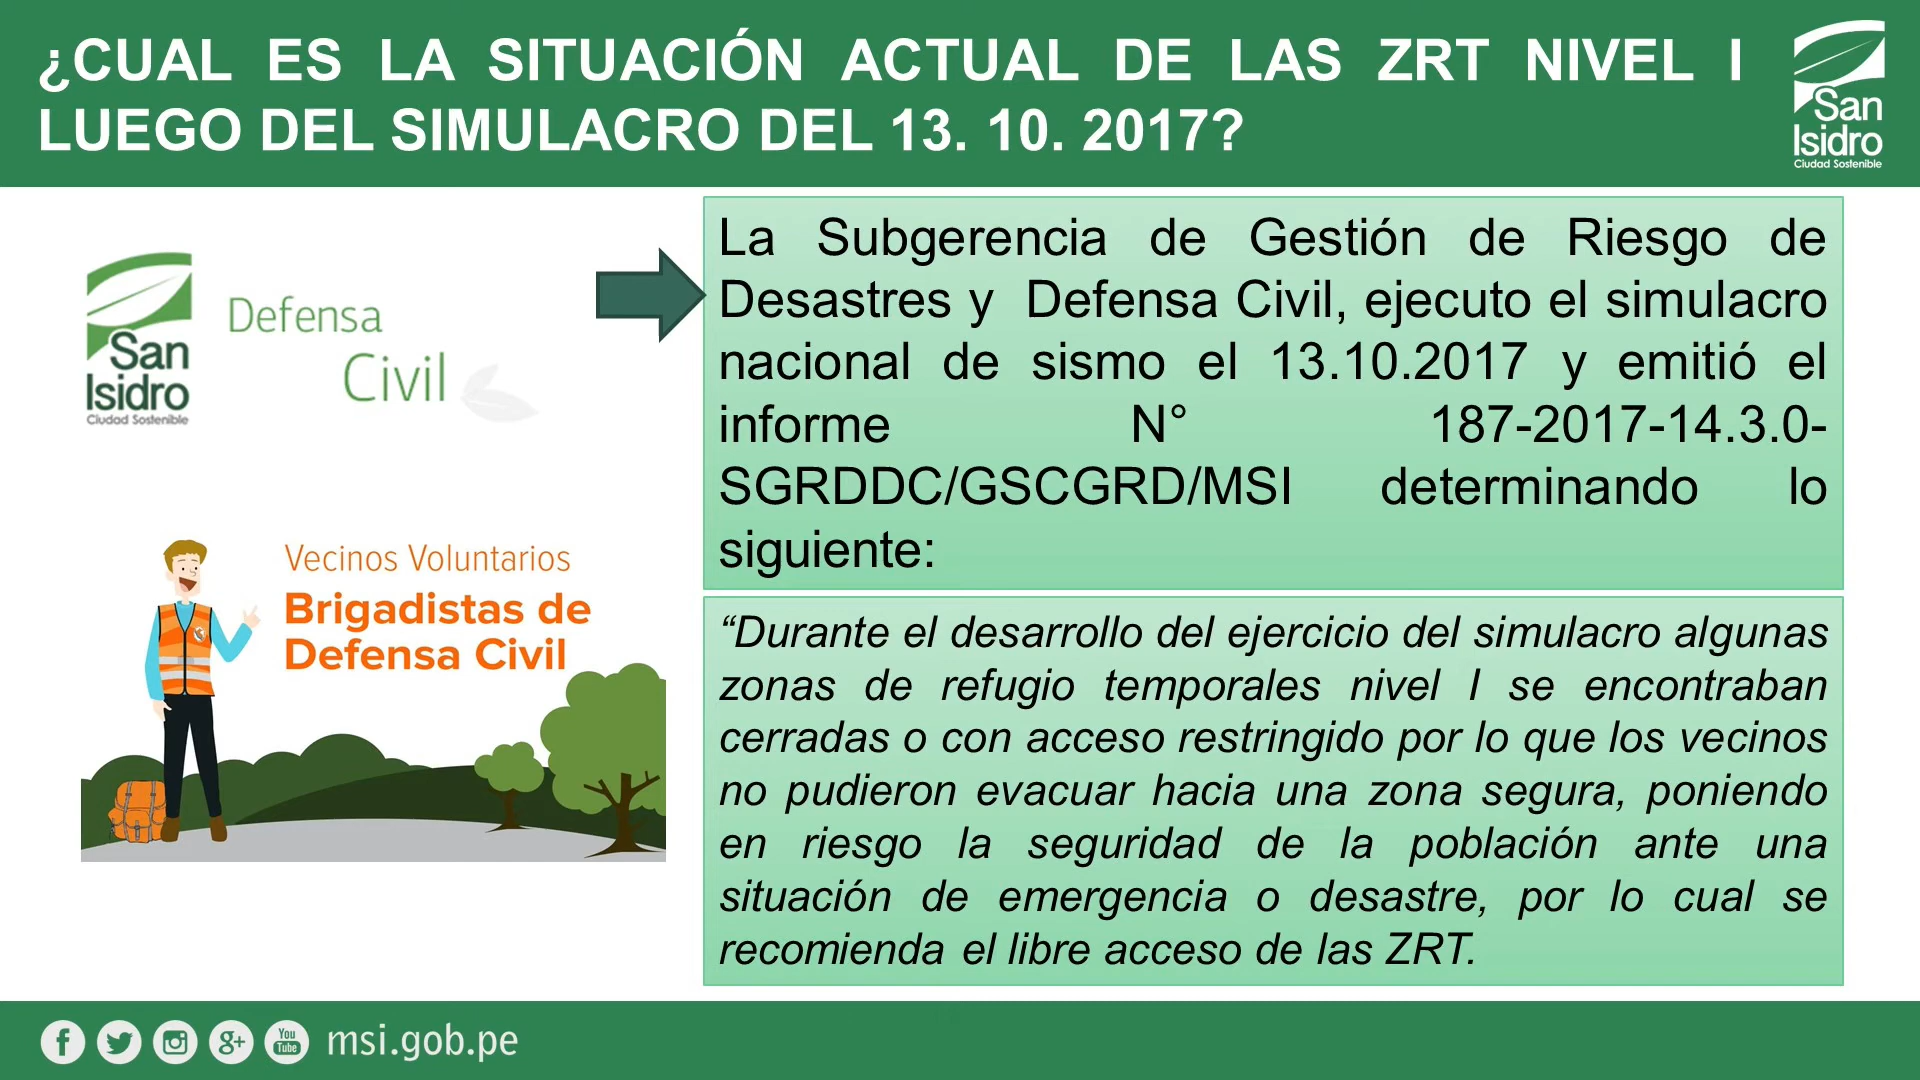 ¿CUAL ES LA SITUACIÓN ACTUAL DE LAS ZRT NIVEL I
LUEGO DEL SIMULACRO DEL 13. 10. 2017?
San
Isidro
Ciudad Sostenible
San
Isidro
Ciudad Sostenible
Defensa
Civil
Vecinos Voluntarios
Brigadistas de
Defensa Civil
La Subgerencia de Gestión de Riesgo de
Desastres y Defensa Civil, ejecuto el simulacro
nacional de sismo el 13.10.2017 y emitió el
informe N° 187-2017-14.3.0-
SGRDDC/GSCGRD/MSI determinando lo
siguiente:
“Durante el desarrollo del ejercicio del simulacro algunas
zonas de refugio temporales nivel I se encontraban
cerradas o con acceso restringido por lo que los vecinos
no pudieron evacuar hacia una zona segura, poniendo
en riesgo la seguridad de la población ante una
situación de emergencia o desastre, por lo cual se
recomienda el libre acceso de las ZRT.
f
g+
You
Tube
msi.gob.pe